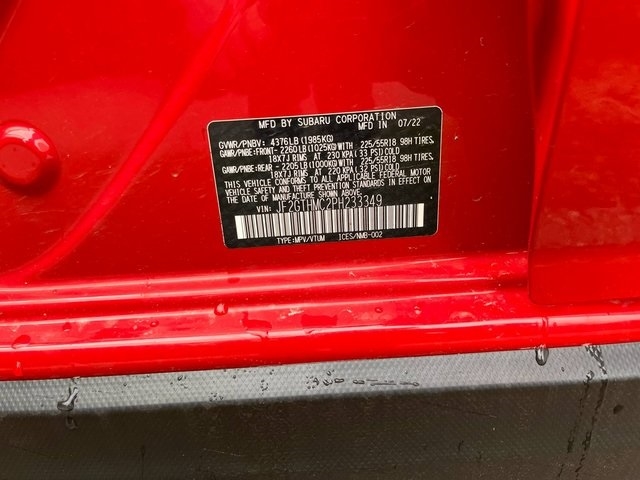 MFD BY SUBARU CORPORATION
MFD IN 07/22
GVWR/PNBV: 4376LB (1985KG)
GAWR/PNBE:FRONT- 2260LB(1025KG)WITH 225/55R18 98H TIRES,
18X7J RIMS AT 230 KPA(33 PSI)COLD
GAWR/PNBE:REAR - 2205LB(1000KG)WITH 225/55R18 98H TIRES,
18X7J RIMS AT 220 KPA(32 PSI)COLD
THIS VEHICLE CONFORMS TO ALL APPLICABLE FEDERAL MOTOR
VEHICLE SAFETY AND THEFT PREVENTION STANDARDS IN EFFECT ON
THE DATE OF MANUFACTURE SHOWN ABOVE.
VIN: JF2GTHMC2PH233349
TYPE:MPV/VTUM ICES/NMB-002